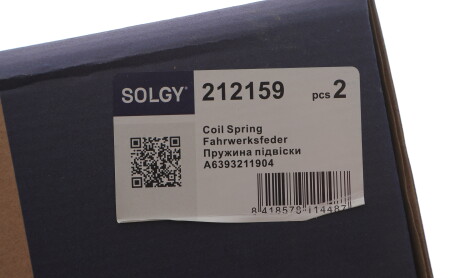 SOLGY 212159 pcs 2
Coil Spring
Fahrwerksfeder
Пружина підвіски
A6393211904